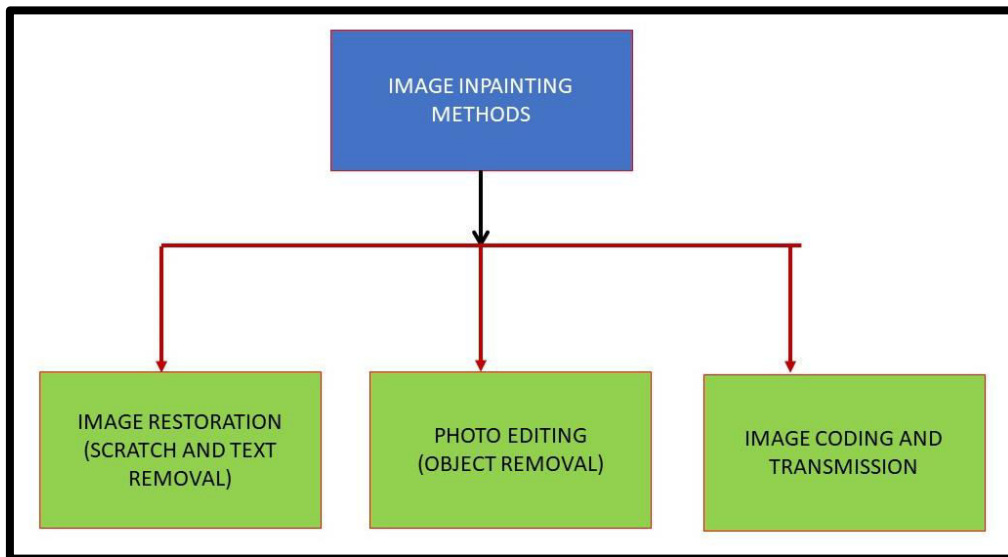 IMAGE INPAINTING
METHODS
IMAGE RESTORATION
(SCRATCH AND TEXT
REMOVAL)
PHOTO EDITING
(OBJECT REMOVAL)
IMAGE CODING AND
TRANSMISSION